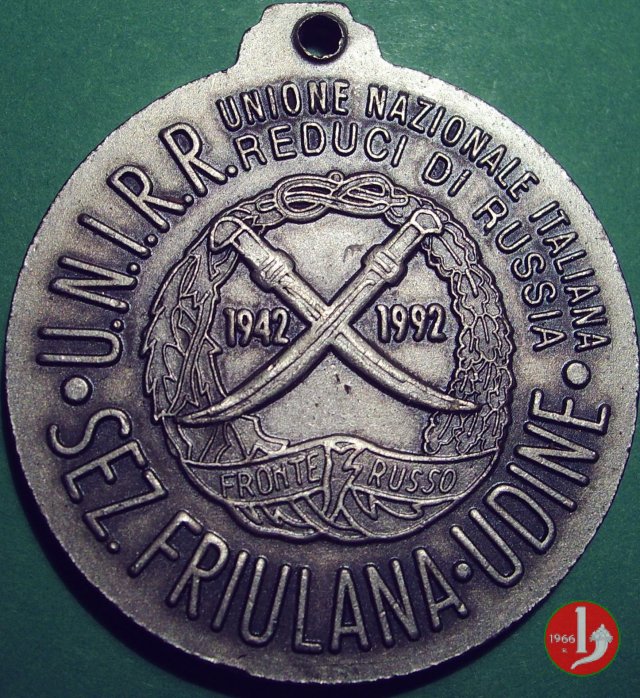 U.N.I.R.R. UNIONE NAZIONALE ITALIANA
REDUCI DI RUSSIA
1942 1992
FRONTE RUSSO
• SEZ. FRIULANA • UDINE •
1966